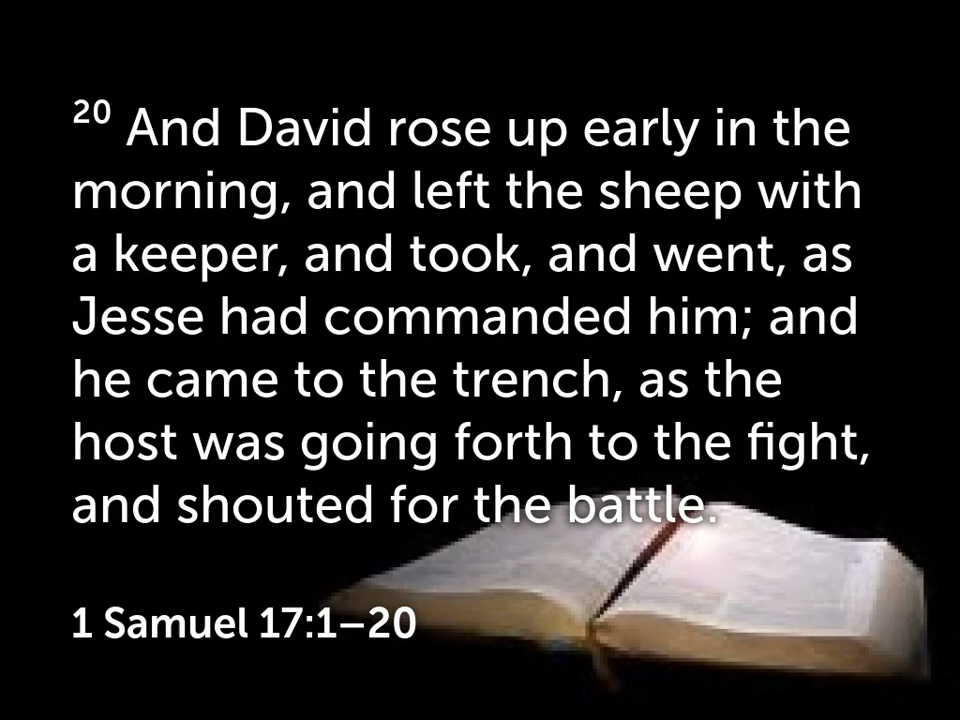 20 And David rose up early in the
morning, and left the sheep with
a keeper, and took, and went, as
Jesse had commanded him; and
he came to the trench, as the
host was going forth to the fight,
and shouted for the battle.
1 Samuel 17:1–20